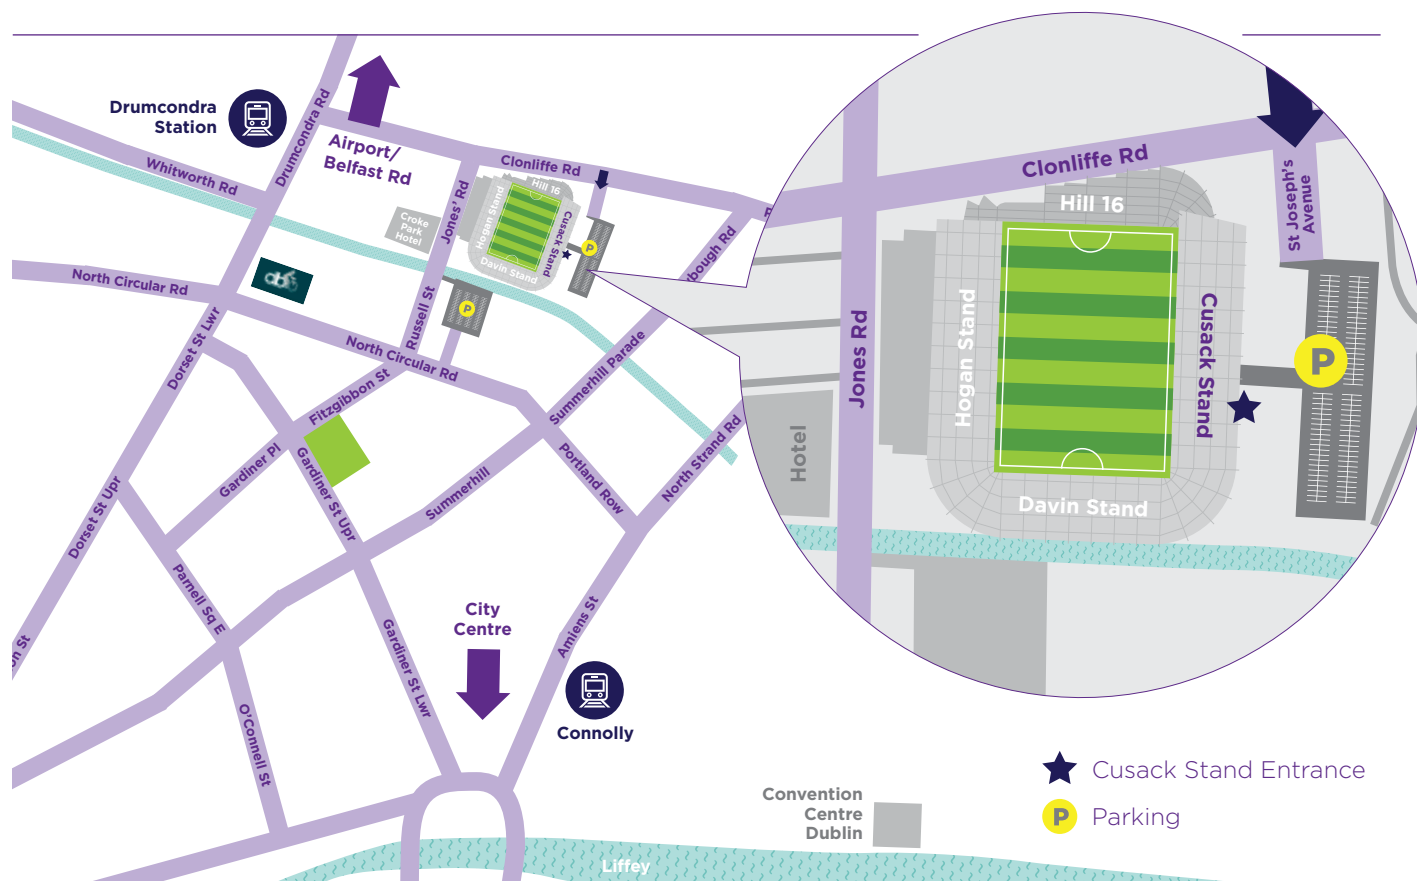 Drumcondra
Station
Drumcondra Rd
Airport/
Belfast Rd
Whitworth Rd
Clonliffe Rd
Jones' Rd
Croke
Park
Hotel
Hill 16
Hogan Stand
Cusack Stand
Davin Stand
P
P
North Circular Rd
Dorset St Lwr
Russell St
North Circular Rd
Fitzgibbon St
Gardiner Pl
Gardiner St Upr
Summerhill Parade
Summerhill
Portland Row
North Strand Rd
Dorset St Upr
Parnell Sq E
O'Connell St
Gardiner St Lwr
City
Centre
Amiens St
Connolly
Liffey
Convention
Centre
Dublin
Clonliffe Rd
St Joseph's
Avenue
Hill 16
Jones Rd
Hogan Stand
Cusack Stand
Davin Stand
Hotel
P
Cusack Stand Entrance
P Parking